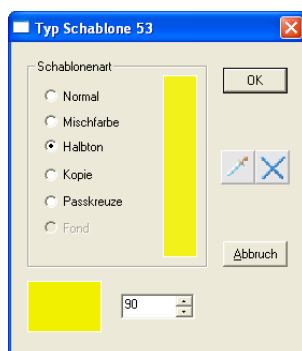 Typ Schablone 53
Schablonenart
Normal
Mischfarbe
Halbton
Kopie
Passkreuze
Fond
OK
Abbruch
90